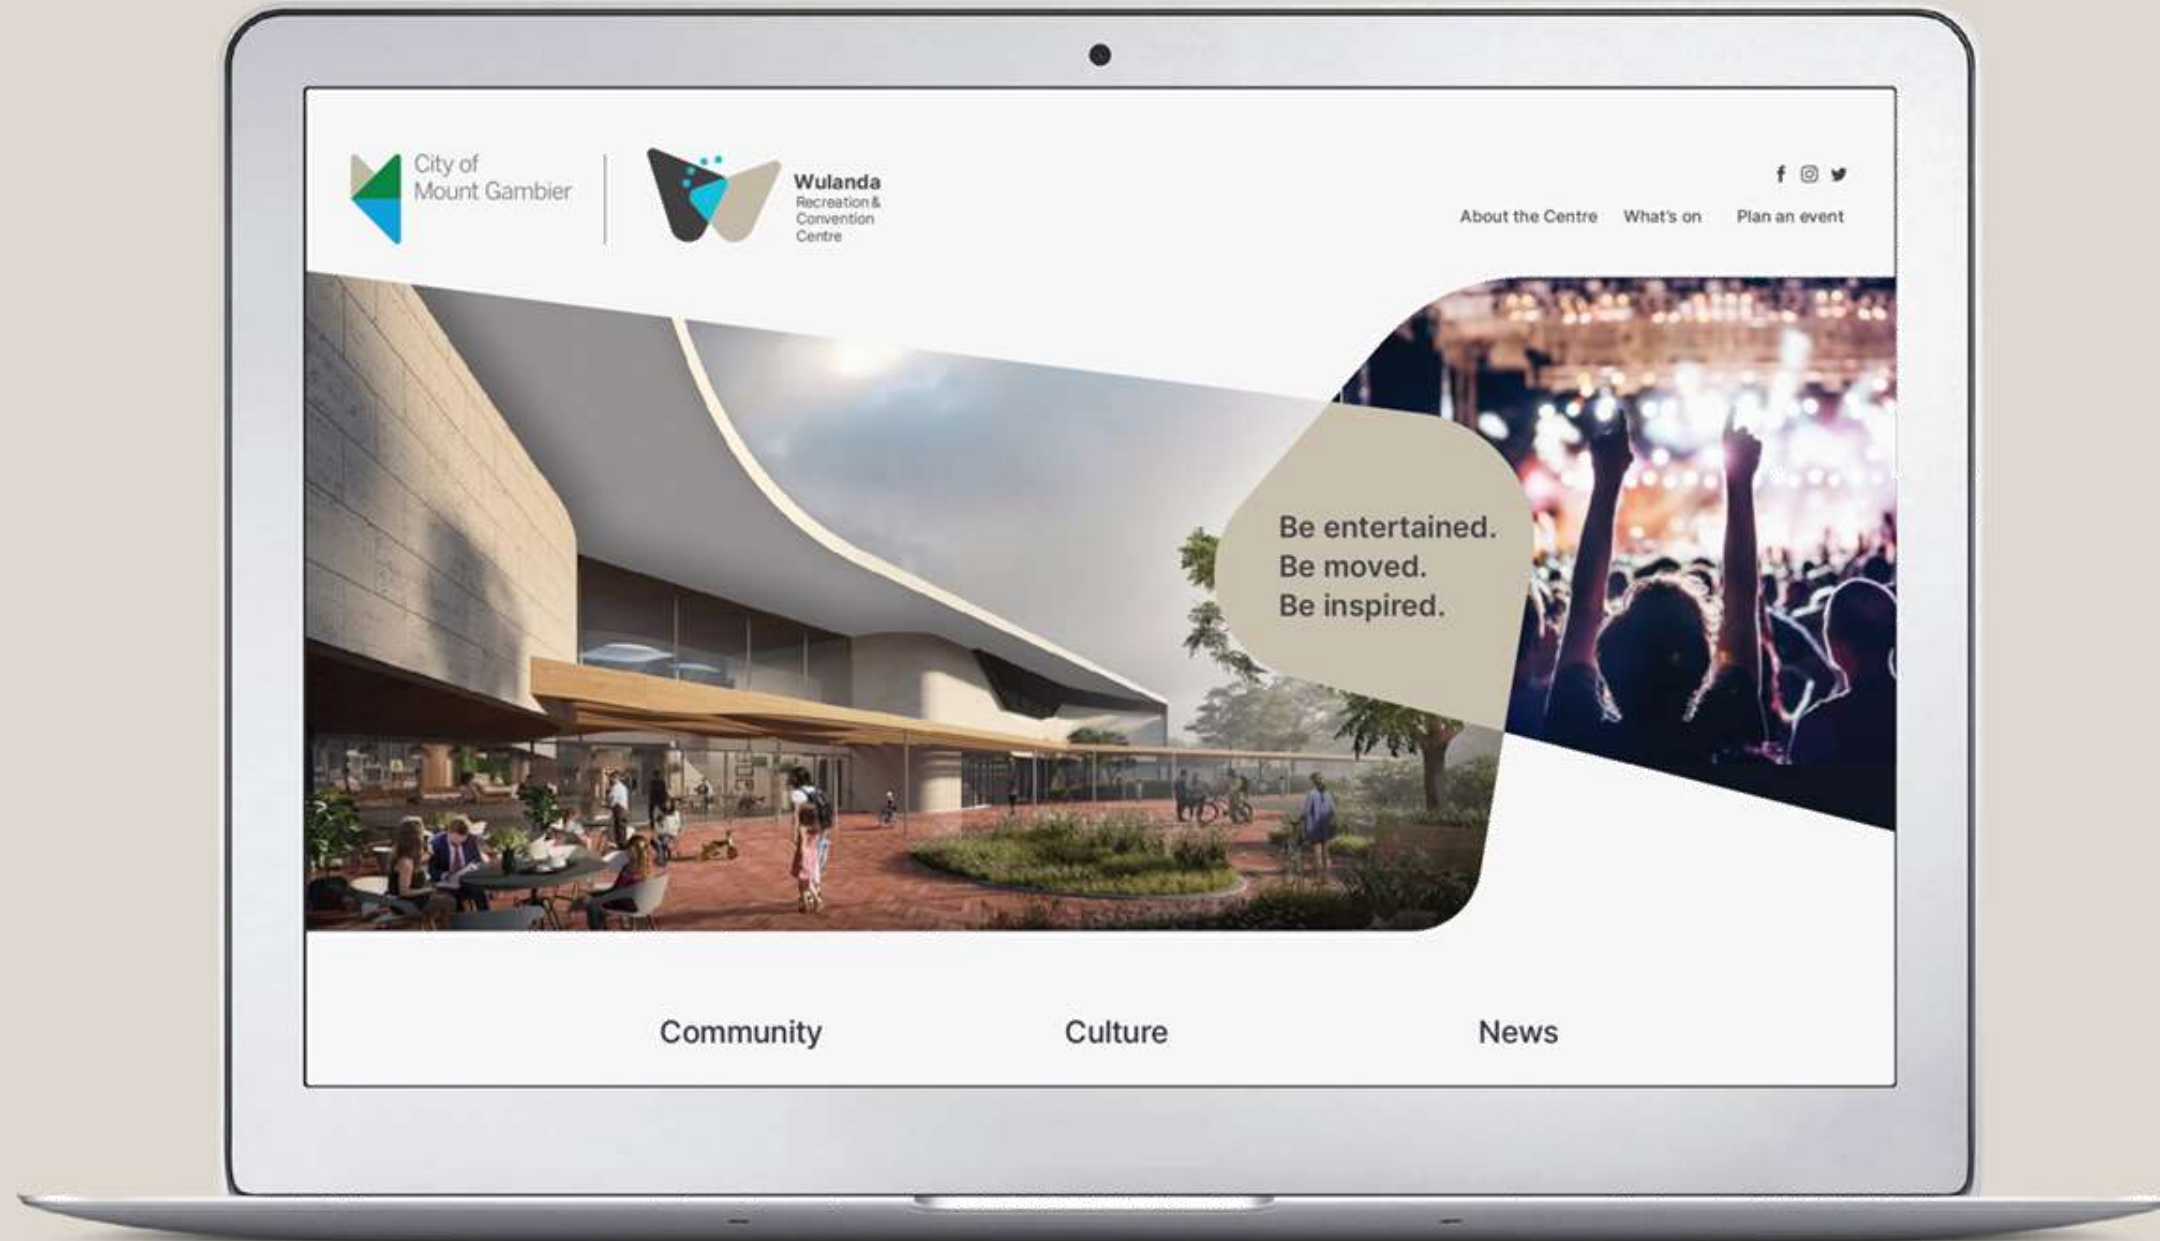 City of
Mount Gambier
Wulanda
Recreation &
Convention
Centre
About the Centre What's on Plan an event
Be entertained.
Be moved.
Be inspired.
Community Culture News